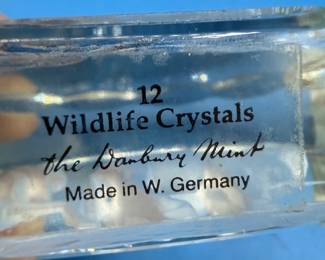 12
Wildlife Crystals
the Danbury Mint
Made in W. Germany